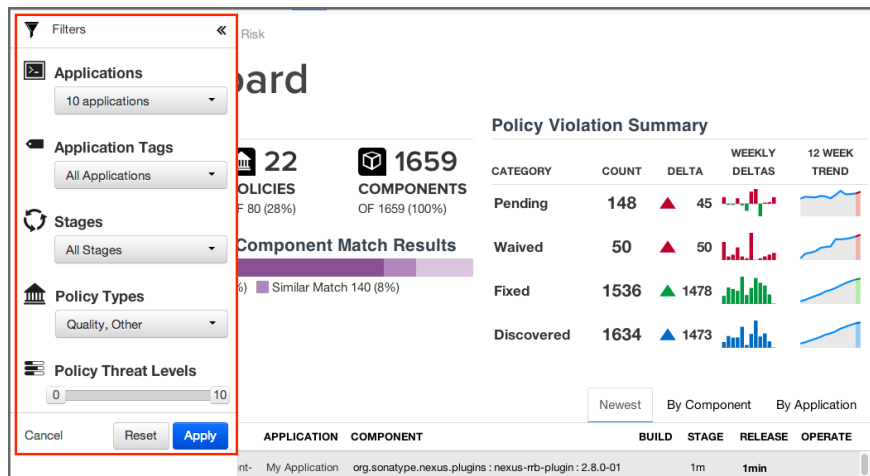 Filters
«
Risk
Applications
10 applications
Application Tags
All Applications
Stages
All Stages
Policy Types
Quality, Other
Policy Threat Levels
0 10
Cancel Reset Apply
22
OF 80 (28%)
1659
COMPONENTS
OF 1659 (100%)
Component Match Results
Similar Match 140 (8%)
Policy Violation Summary
CATEGORY COUNT DELTA WEEKLY DELTAS 12 WEEK TREND
Pending 148 45
Waived 50 50
Fixed 1536 1478
Discovered 1634 1473
Newest By Component By Application
APPLICATION COMPONENT BUILD STAGE RELEASE OPERATE
My Application org.sonatype.nexus.plugins : nexus-rrb-plugin : 2.8.0-01 1m 1min